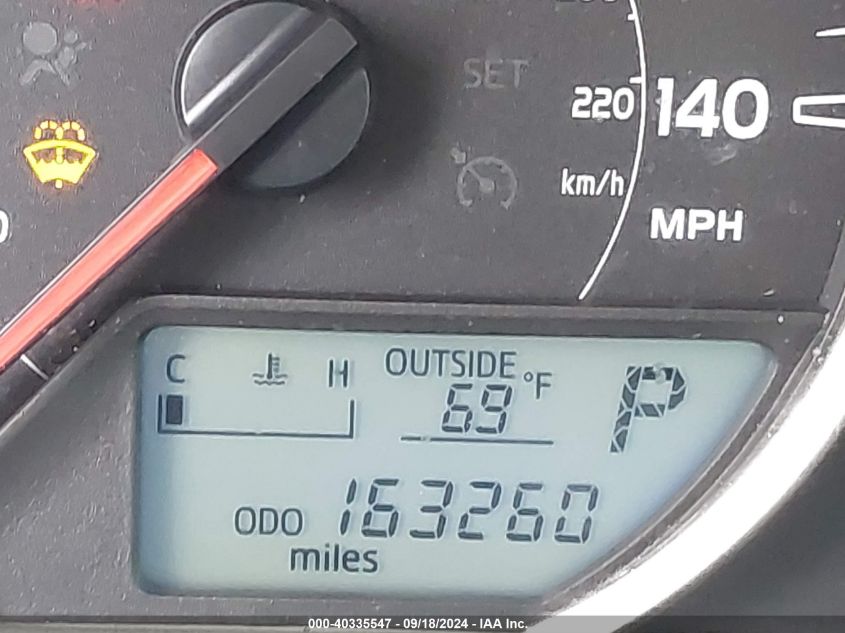 SET
220 140
km/h
MPH
C H OUTSIDE
69 °F P
ODO 163260
miles
000-40335547 - 09/18/2024 - IAA Inc.